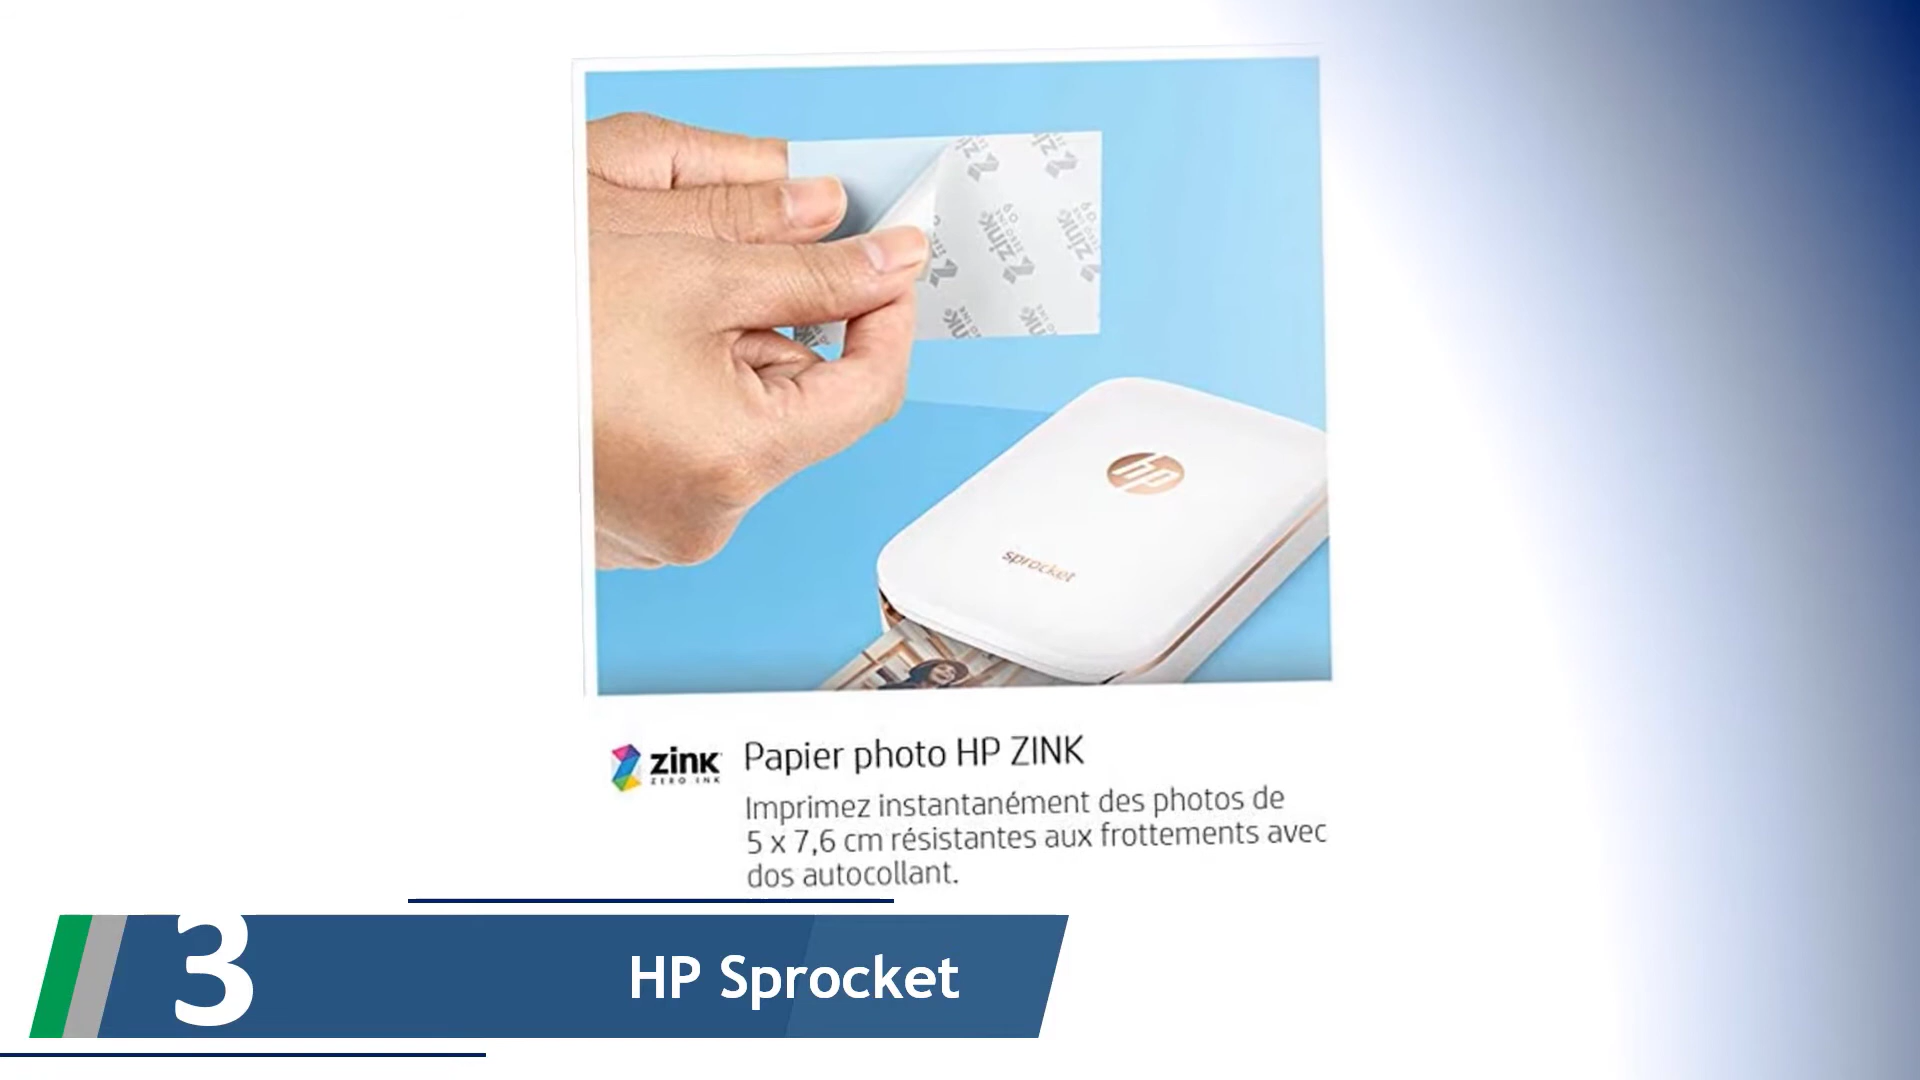 hp
sprocket
zink
ZERO INK
Papier photo HP ZINK
Imprimez instantanément des photos de
5 x 7,6 cm résistantes aux frottements avec
dos autocollant.
3
HP Sprocket